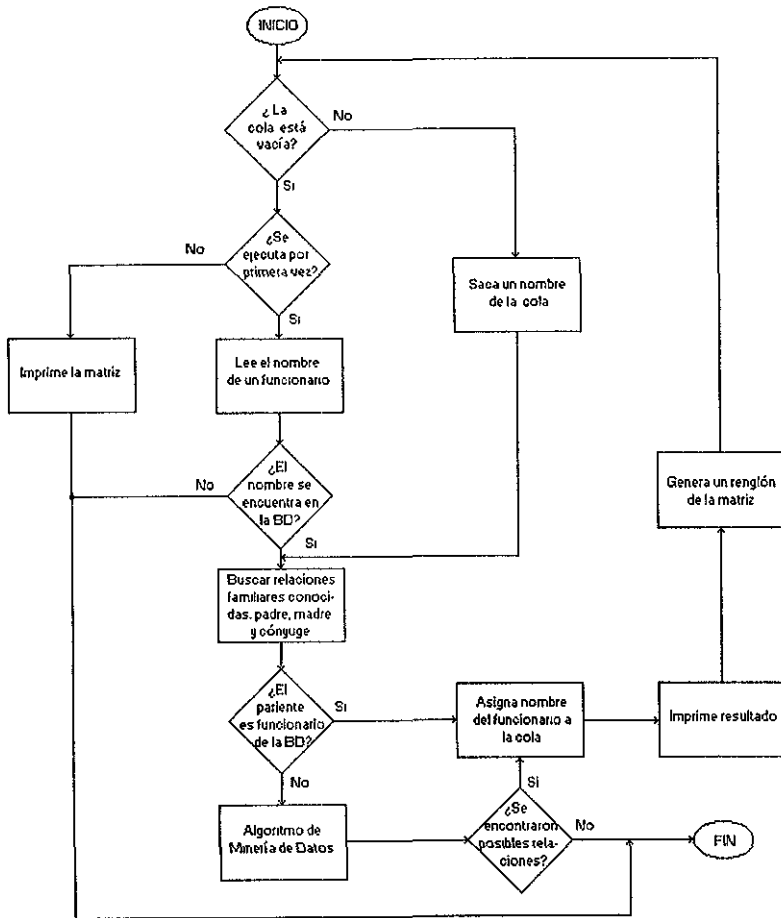 INICIO
¿La
cola está
vacía?
No
Si
¿Se
ejecuta por
primera vez?
No
Si
Saca un nombre
de la cola
Imprime la matriz
Lee el nombre
de un funcionario
¿El
nombre se
encuentra en
la BD?
No
Si
Genera un renglón
de la matriz
Buscar relaciones
familiares conoci-
das, padre, madre
y cónyuge
¿El
pariente
es funcionario
de la BD?
Si
No
Asigna nombre
del funcionario a
la cola
Imprime resultado
Si
Algoritmo de
Minería de Datos
¿Se
encontraron
posibles rela-
ciones?
No
FIN